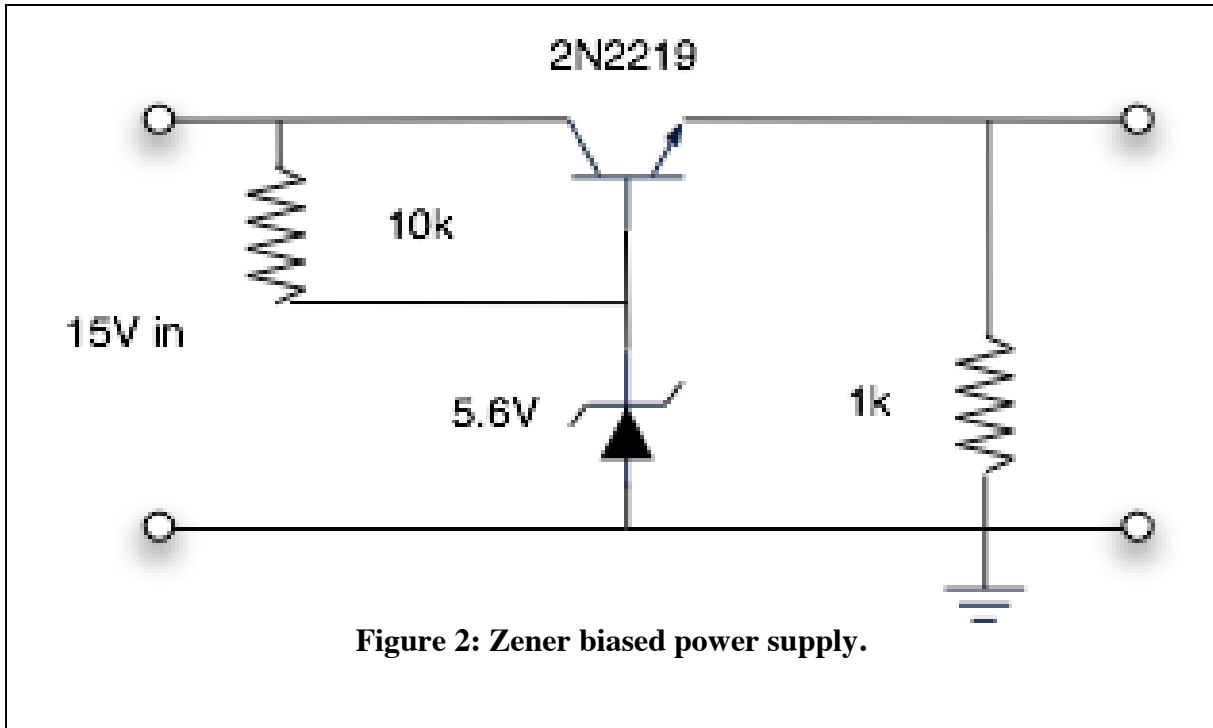 2N2219
10k
15V in
5.6V
1k
Figure 2: Zener biased power supply.